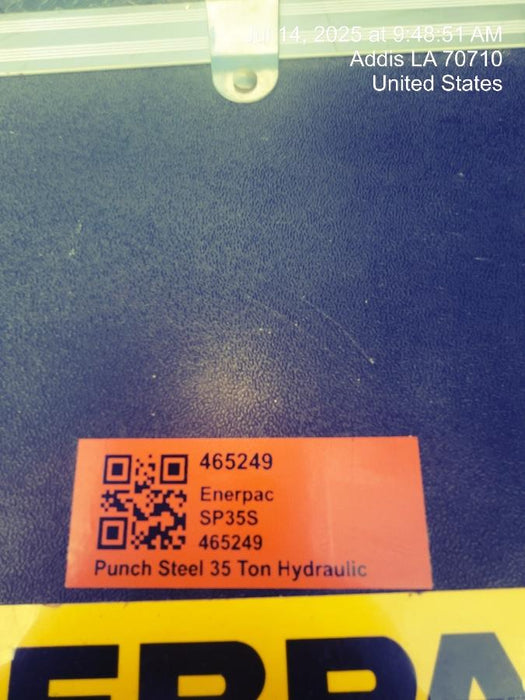 Jul 14, 2025 at 9:48:51 AM
Addis LA 70710
United States
465249
Enerpac
SP35S
465249
Punch Steel 35 Ton Hydraulic
ERPA